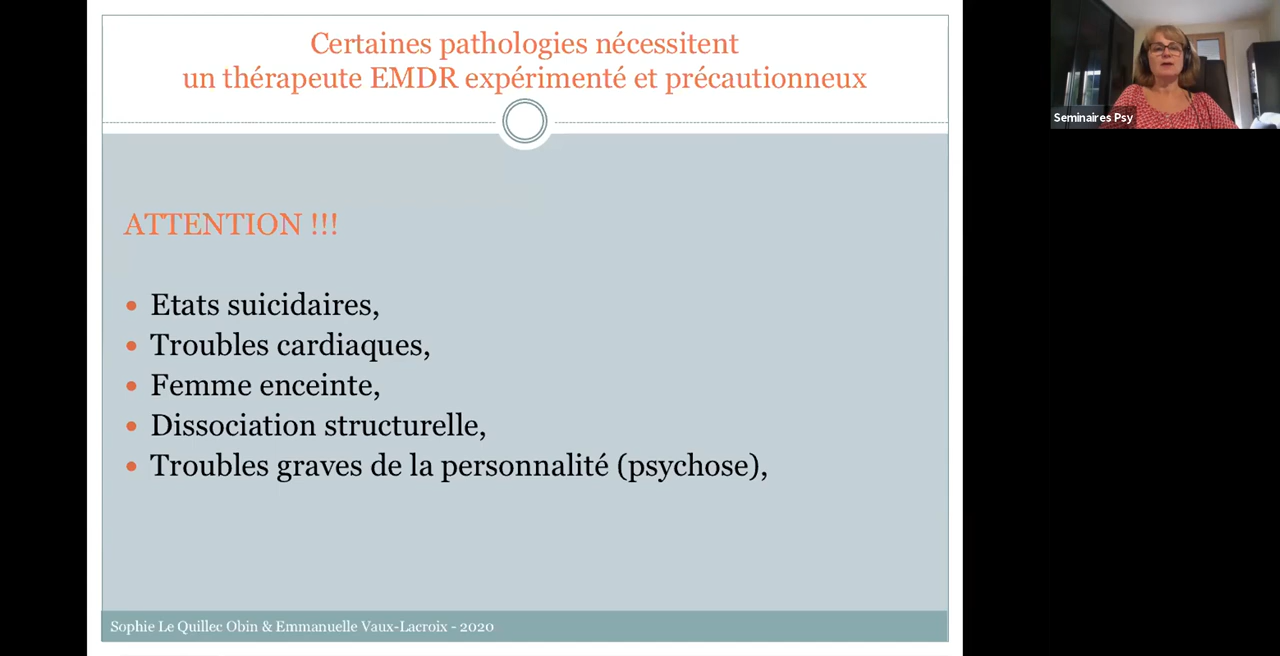 Certaines pathologies nécessitent
un thérapeute EMDR expérimenté et précautionneux
ATTENTION !!!
• Etats suicidaires,
• Troubles cardiaques,
• Femme enceinte,
• Dissociation structurelle,
• Troubles graves de la personnalité (psychose),
Sophie Le Quillec Obin & Emmanuelle Vaux-Lacroix - 2020
Seminaires Psy